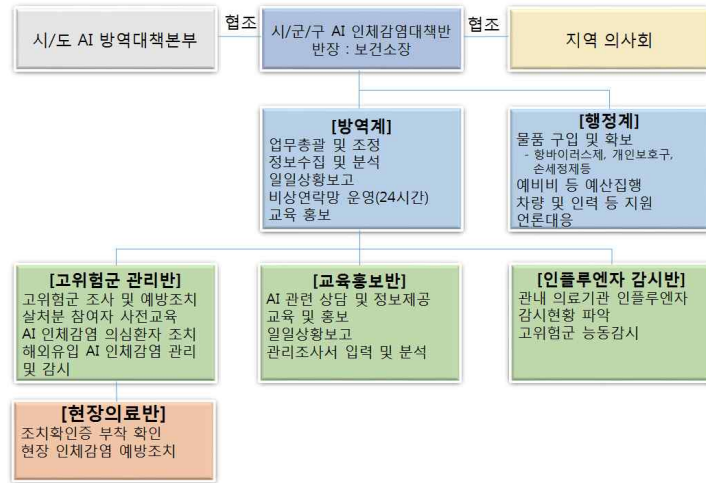 시/도 AI 방역대책본부
협조
시/군/구 AI 인체감염대책반
반장 : 보건소장
협조
지역 의사회
[방역계]
업무총괄 및 조정
정보수집 및 분석
일일상황보고
비상연락망 운영(24시간)
교육 홍보
[행정계]
물품 구입 및 확보
- 항바이러스제, 개인보호구,
손세정제등
예비비 등 예산집행
차량 및 인력 등 지원
언론대응
[고위험군 관리반]
고위험군 조사 및 예방조치
살처분 참여자 사전교육
AI 인체감염 의심환자 조치
해외유입 AI 인체감염 관리
및 감시
[교육홍보반]
AI 관련 상담 및 정보제공
교육 및 홍보
일일상황보고
관리조사서 입력 및 분석
[인플루엔자 감시반]
관내 의료기관 인플루엔자
감시현황 파악
고위험군 능동감시
[현장의료반]
조치확인증 부착 확인
현장 인체감염 예방조치